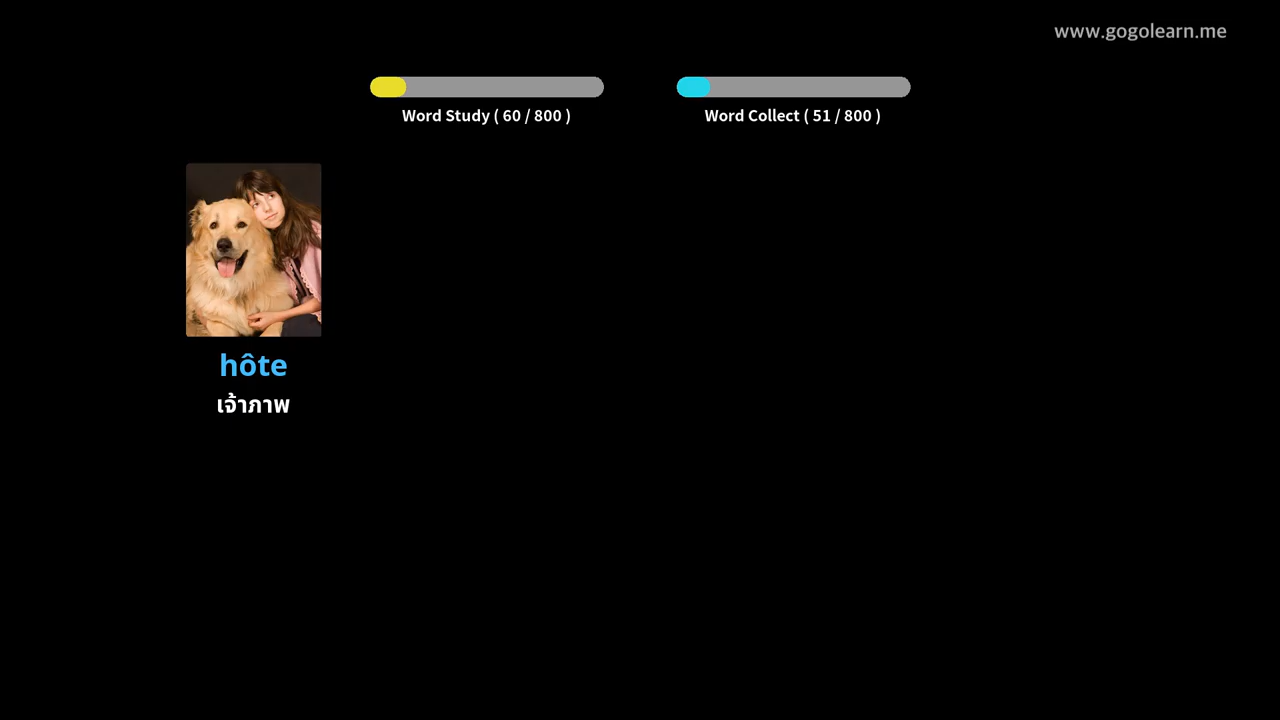 www.gogolearn.me
Word Study ( 60 / 800 )
Word Collect ( 51 / 800 )
hôte
เจ้าภาพ